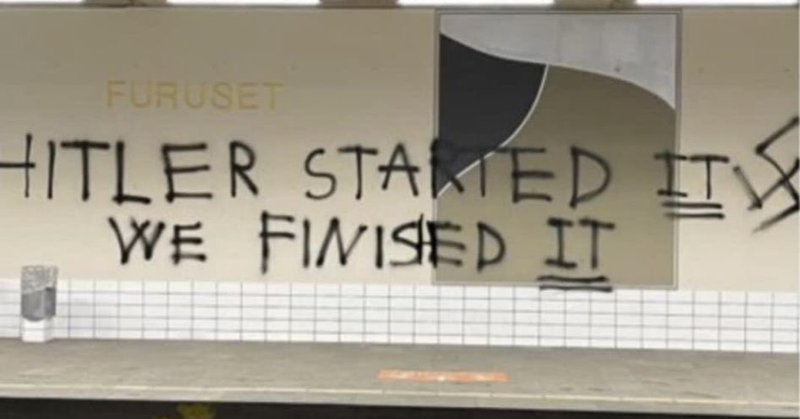 FURUSET
HITLER STARTED IT
WE FINISHED IT